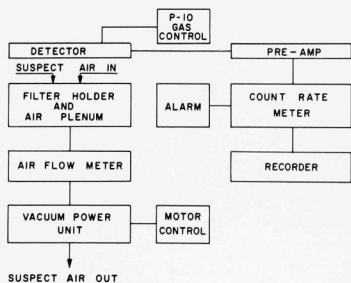 P-10
GAS
CONTROL
DETECTOR
PRE-AMP
SUSPECT AIR IN
FILTER HOLDER
AND
AIR PLENUM
ALARM
COUNT RATE
METER
AIR FLOW METER
RECORDER
VACUUM POWER
UNIT
MOTOR
CONTROL
SUSPECT AIR OUT